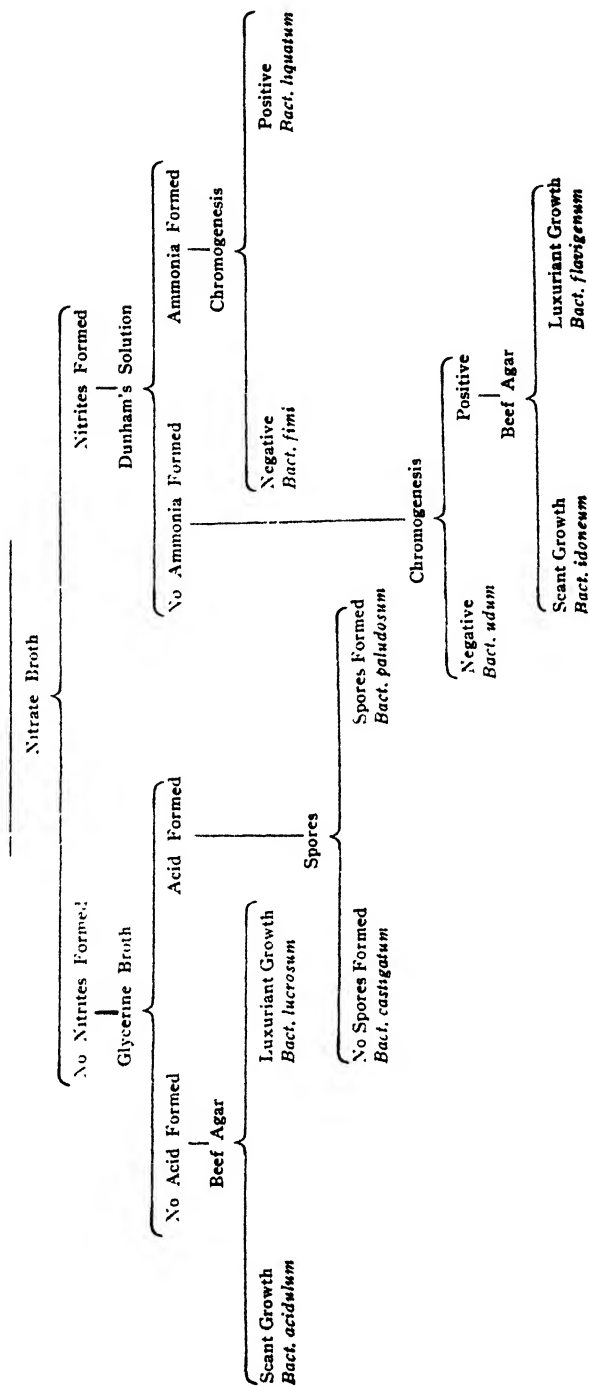 Nitrate Broth
No Nitrites Formed
Nitrites Formed
Glycerine Broth
Dunham's Solution
No Acid Formed
Acid Formed
No Ammonia Formed
Ammonia Formed
Beef Agar
Chromogenesis
Scant Growth
Bact. acidulum
Luxuriant Growth
Bact. lucrosum
Negative
Bact. fimi
Positive
Bact. liquatum
Spores
No Spores Formed
Bact. castigatum
Spores Formed
Bact. paludosum
Chromogenesis
Negative
Bact. udum
Positive
Beef Agar
Scant Growth
Bact. idoneum
Luxuriant Growth
Bact. flavigenum